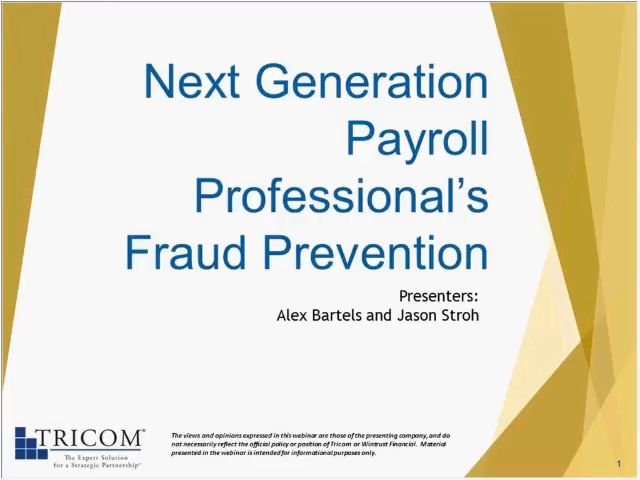 Next Generation
Payroll
Professional’s
Fraud Prevention
Presenters:
Alex Bartels and Jason Stroh
TRICOM®
The Expert Solution
for a Strategic Partnership℠
The views and opinions expressed in this webinar are those of the presenting company, and do
not necessarily reflect the official policy or position of Tricom or Wintrust Financial. Material
presented in the webinar is intended for informational purposes only.
1